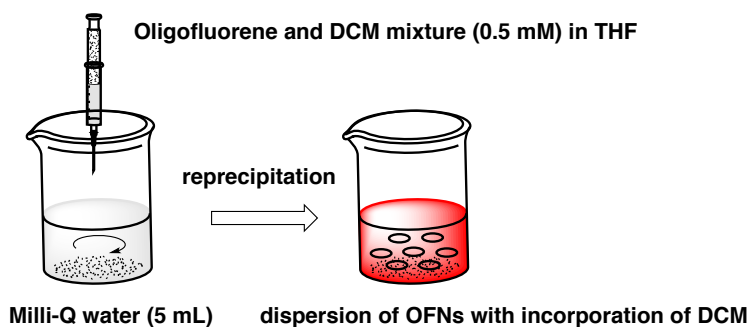 Oligofluorene and DCM mixture (0.5 mM) in THF
reprecipitation
Milli-Q water (5 mL)
dispersion of OFNs with incorporation of DCM